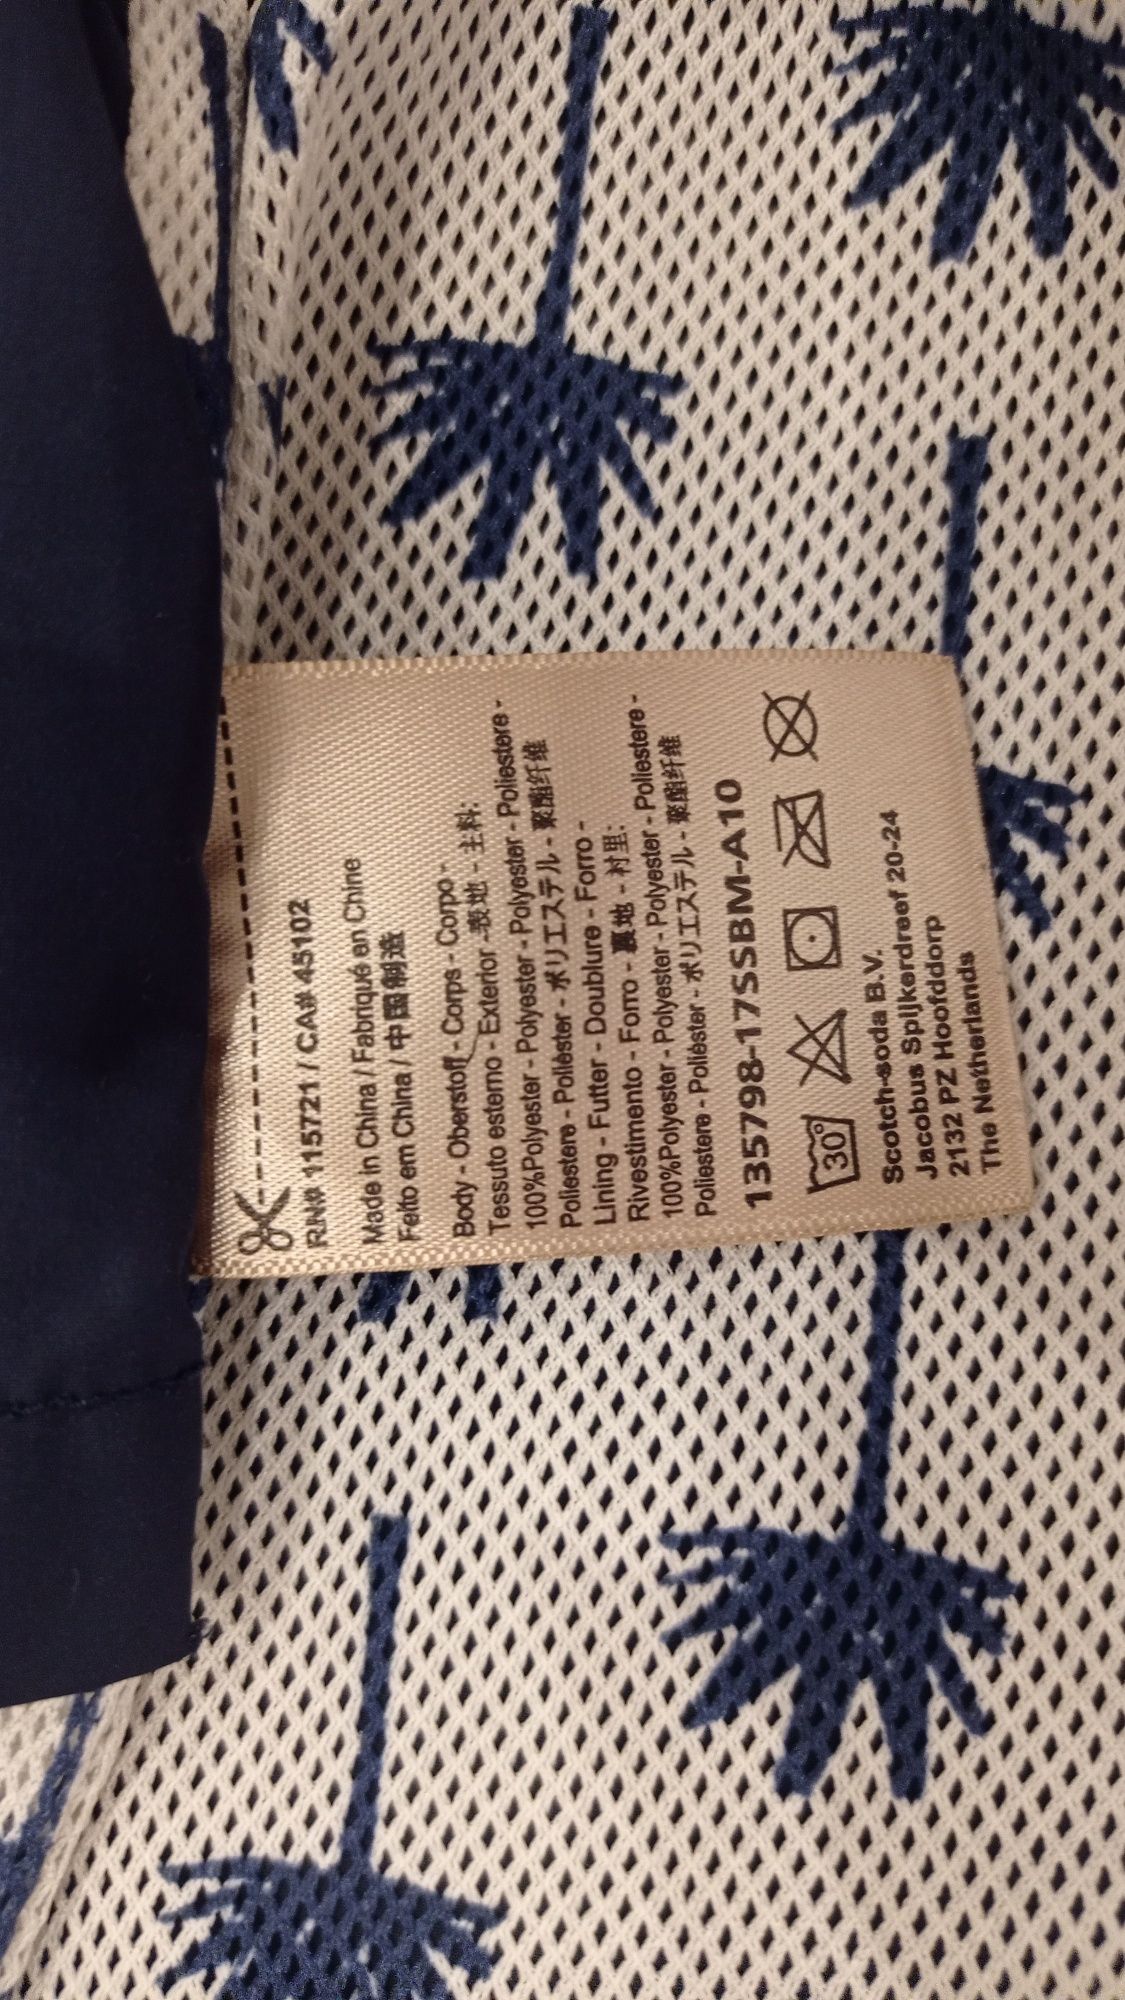 RN# 115721 / CA# 45102
Made in China / Fabriqué en Chine
Feito em China / 中国制造
Body - Oberstoff - Corps - Corpo -
Tessuto esterno - Exterior -表地 - 主料:
100%Polyester - Polyester - Polyester - Poliestere -
Poliestere - Poliéster - ポリエステル - 聚酯纤维
Lining - Futter - Doublure - Forro -
Rivestimento - Forro - 裏地 - 衬里:
100%Polyester - Polyester - Polyester - Poliestere -
Poliestere - Poliéster - ポリエステル - 聚酯纤维
135798-17SSBM-A10
30°
Scotch-soda B.V.
Jacobus Spijkerdreef 20-24
2132 PZ Hoofddorp
The Netherlands